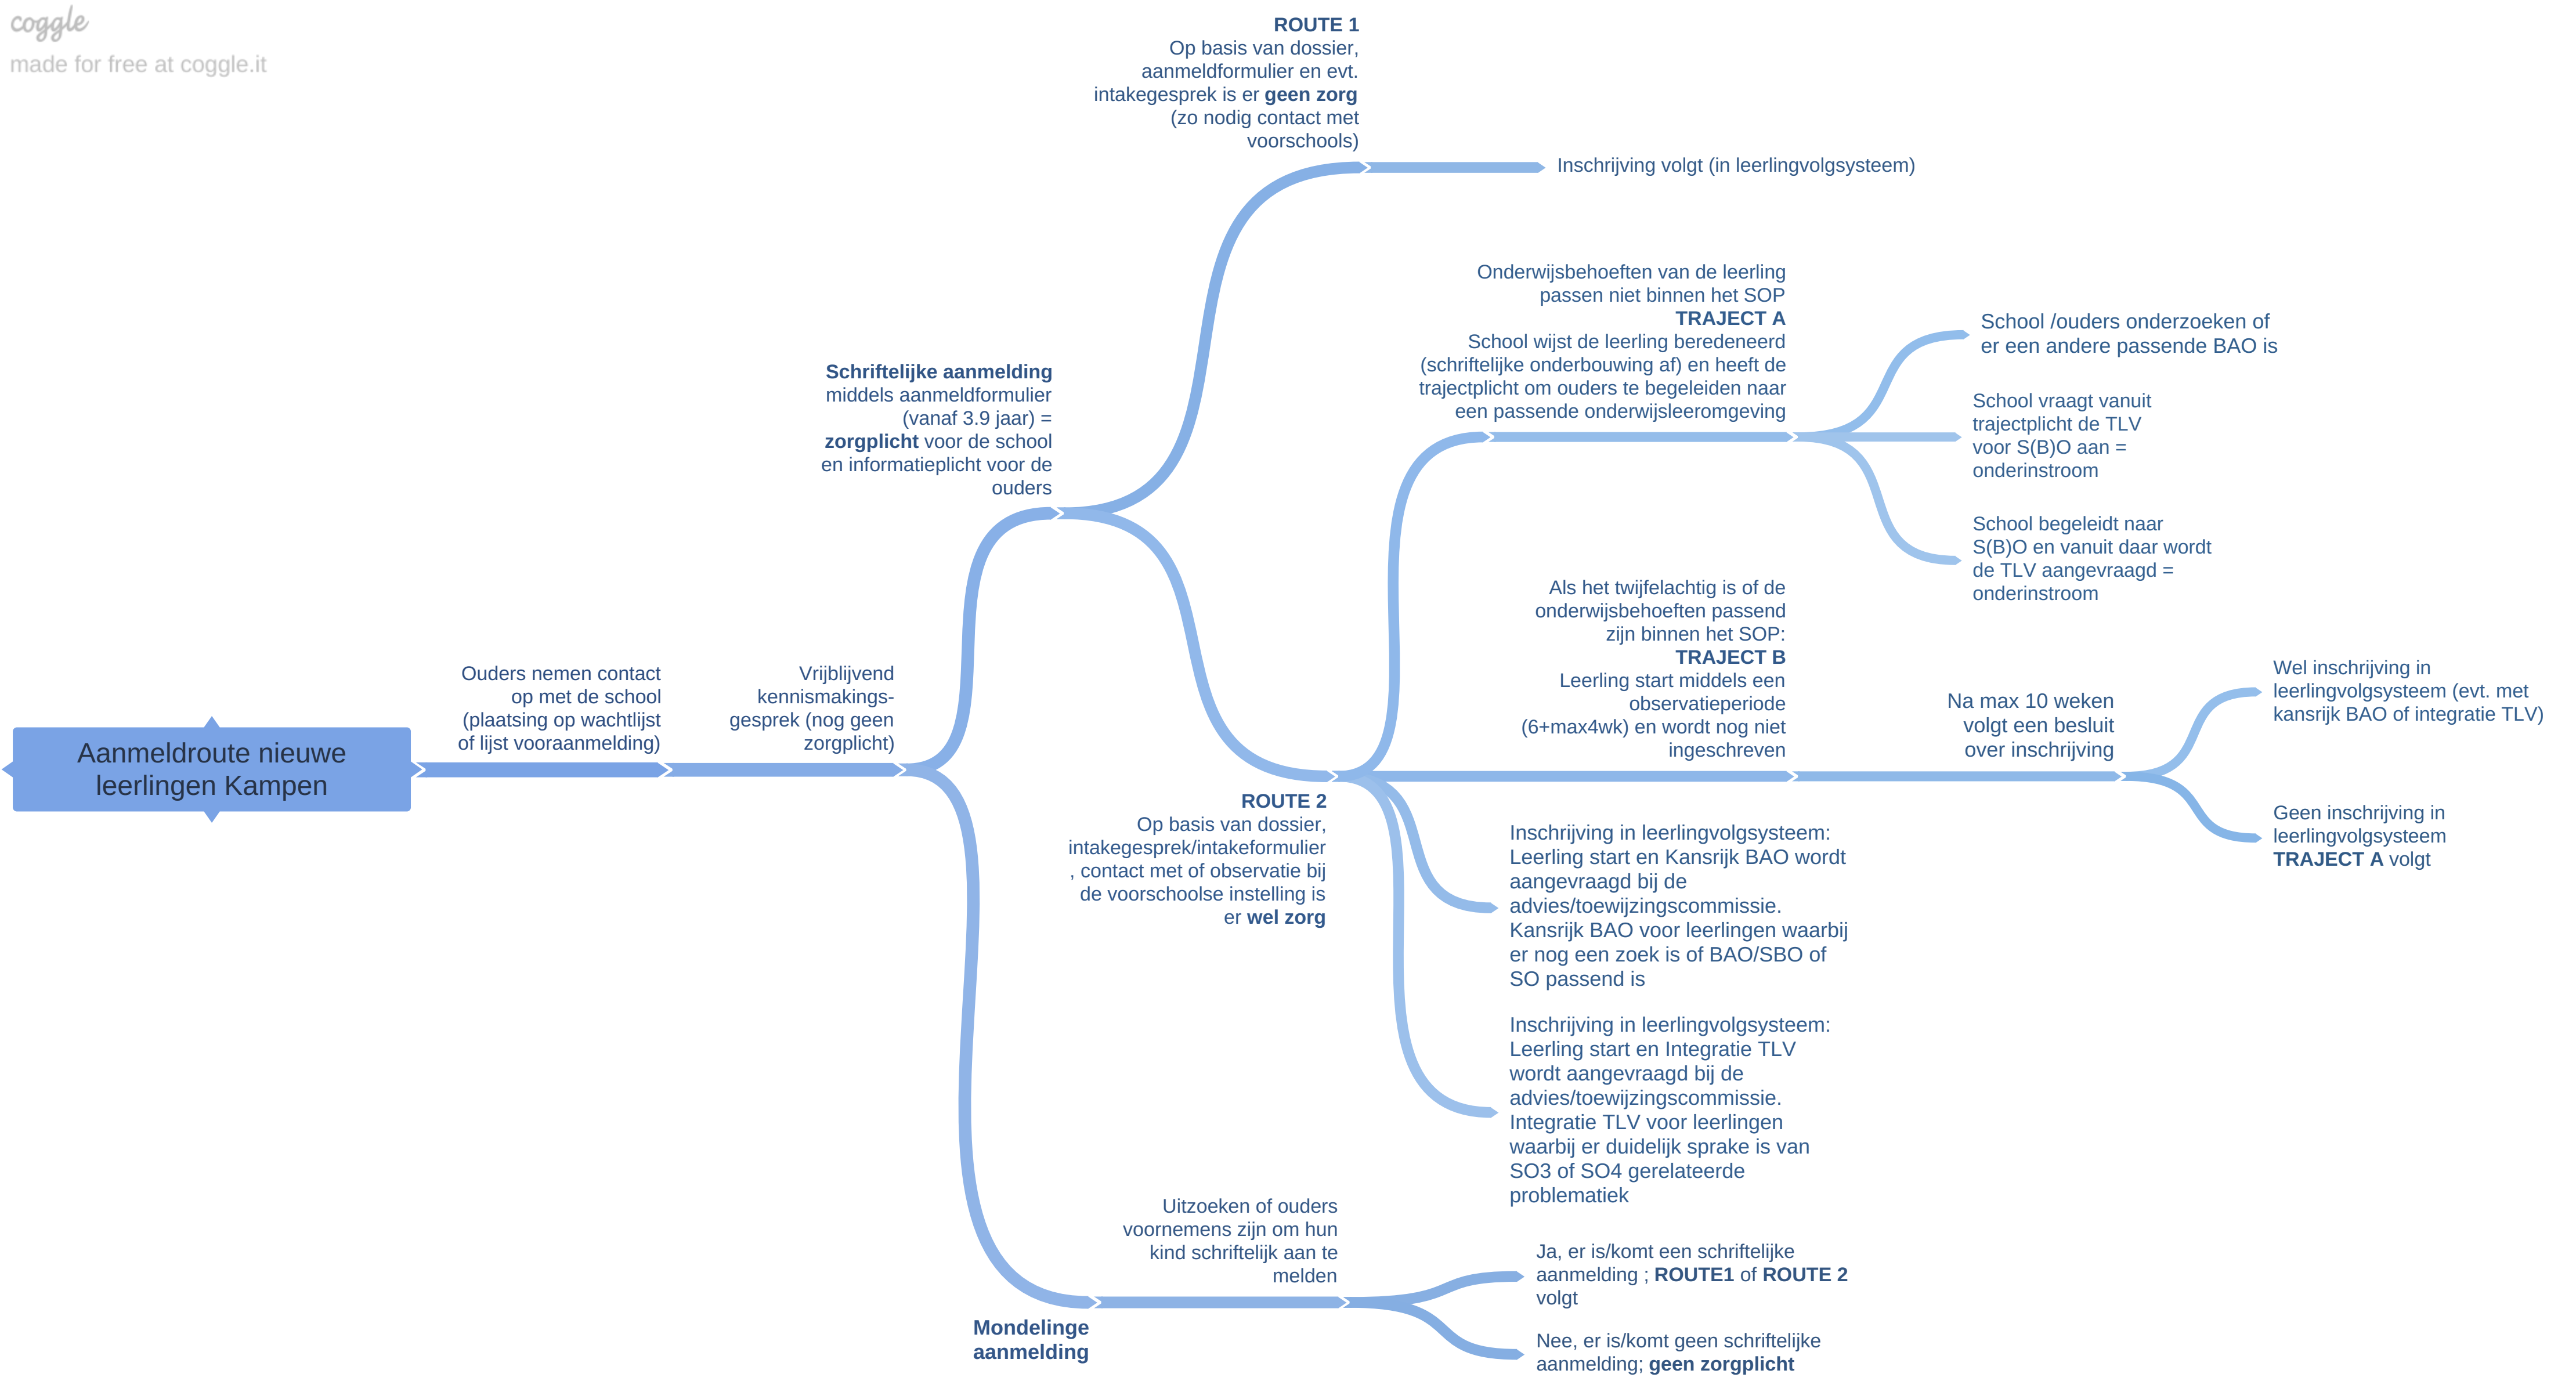 coggle
made for free at coggle.it
Aanmeldroute nieuwe
leerlingen Kampen
Ouders nemen contact
op met de school
(plaatsing op wachtlijst
of lijst vooraanmelding)
Vrijblijvend
kennismakings-
gesprek (nog geen
zorgplicht)
Schriftelijke aanmelding
middels aanmeldformulier
(vanaf 3.9 jaar) =
zorgplicht voor de school
en informatieplicht voor de
ouders
ROUTE 1
Op basis van dossier,
aanmeldformulier en evt.
intakegesprek is er geen zorg
(zo nodig contact met
voorschools)
Inschrijving volgt (in leerlingvolgsysteem)
ROUTE 2
Op basis van dossier,
intakegesprek/intakeformulier
, contact met of observatie bij
de voorschoolse instelling is
er wel zorg
Onderwijsbehoeften van de leerling
passen niet binnen het SOP
TRAJECT A
School wijst de leerling beredeneerd
(schriftelijke onderbouwing af) en heeft de
trajectplicht om ouders te begeleiden naar
een passende onderwijsleeromgeving
School /ouders onderzoeken of
er een andere passende BAO is
School vraagt vanuit
trajectplicht de TLV
voor S(B)O aan =
onderinstroom
School begeleidt naar
S(B)O en vanuit daar wordt
de TLV aangevraagd =
onderinstroom
Als het twijfelachtig is of de
onderwijsbehoeften passend
zijn binnen het SOP:
TRAJECT B
Leerling start middels een
observatieperiode
(6+max4wk) en wordt nog niet
ingeschreven
Na max 10 weken
volgt een besluit
over inschrijving
Wel inschrijving in
leerlingvolgsysteem (evt. met
kansrijk BAO of integratie TLV)
Geen inschrijving in
leerlingvolgsysteem
TRAJECT A volgt
Inschrijving in leerlingvolgsysteem:
Leerling start en Kansrijk BAO wordt
aangevraagd bij de
advies/toewijzingscommissie.
Kansrijk BAO voor leerlingen waarbij
er nog een zoek is of BAO/SBO of
SO passend is
Inschrijving in leerlingvolgsysteem:
Leerling start en Integratie TLV
wordt aangevraagd bij de
advies/toewijzingscommissie.
Integratie TLV voor leerlingen
waarbij er duidelijk sprake is van
SO3 of SO4 gerelateerde
problematiek
Mondelinge
aanmelding
Uitzoeken of ouders
voornemens zijn om hun
kind schriftelijk aan te
melden
Ja, er is/komt een schriftelijke
aanmelding ; ROUTE1 of ROUTE 2
volgt
Nee, er is/komt geen schriftelijke
aanmelding; geen zorgplicht